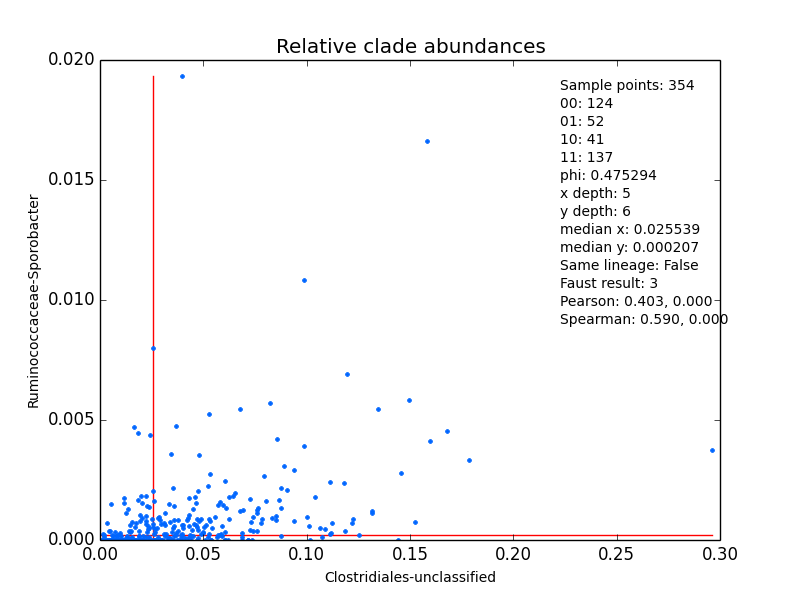 Relative clade abundances
0.020
0.015
0.010
0.005
0.000
Ruminococcaceae-Sporobacter
Sample points: 354
00: 124
01: 52
10: 41
11: 137
phi: 0.475294
x depth: 5
y depth: 6
median x: 0.025539
median y: 0.000207
Same lineage: False
Faust result: 3
Pearson: 0.403, 0.000
Spearman: 0.590, 0.000
0.00 0.05 0.10 0.15 0.20 0.25 0.30
Clostridiales-unclassified